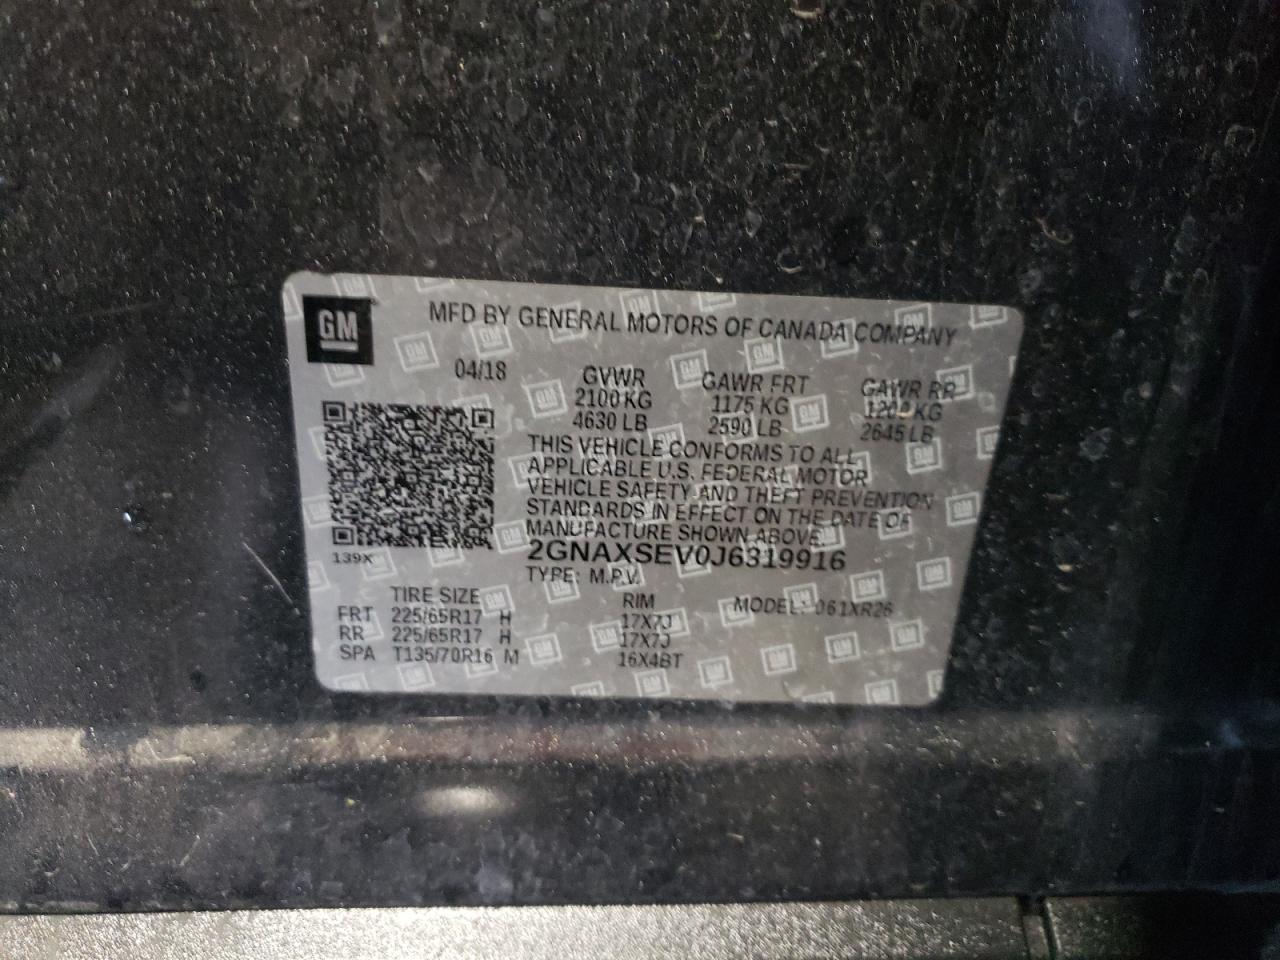 GM
MFD BY GENERAL MOTORS OF CANADA COMPANY
04/18 GVWR GAWR FRT GAWR RR
2100 KG 1175 KG 1200 KG
4630 LB 2590 LB 2645 LB
THIS VEHICLE CONFORMS TO ALL
APPLICABLE U.S. FEDERAL MOTOR
VEHICLE SAFETY AND THEFT PREVENTION
STANDARDS IN EFFECT ON THE DATE OF
MANUFACTURE SHOWN ABOVE.
139X
2GNAXSEV0J6319916
TYPE: M.P.V.
TIRE SIZE RIM MODEL: 061XR26
FRT 225/65R17 H 17X7J
RR 225/65R17 H 17X7J
SPA T135/70R16 M 16X4BT